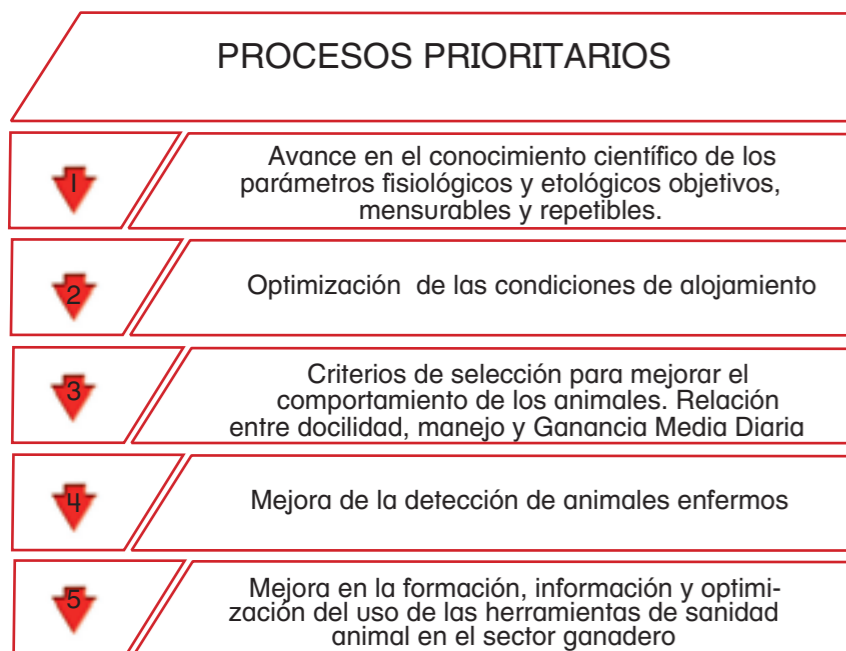 PROCESOS PRIORITARIOS
1
Avance en el conocimiento científico de los
parámetros fisiológicos y etológicos objetivos,
mensurables y repetibles.
2
Optimización de las condiciones de alojamiento
3
Criterios de selección para mejorar el
comportamiento de los animales. Relación
entre docilidad, manejo y Ganancia Media Diaria
4
Mejora de la detección de animales enfermos
5
Mejora en la formación, información y optimi-
zación del uso de las herramientas de sanidad
animal en el sector ganadero